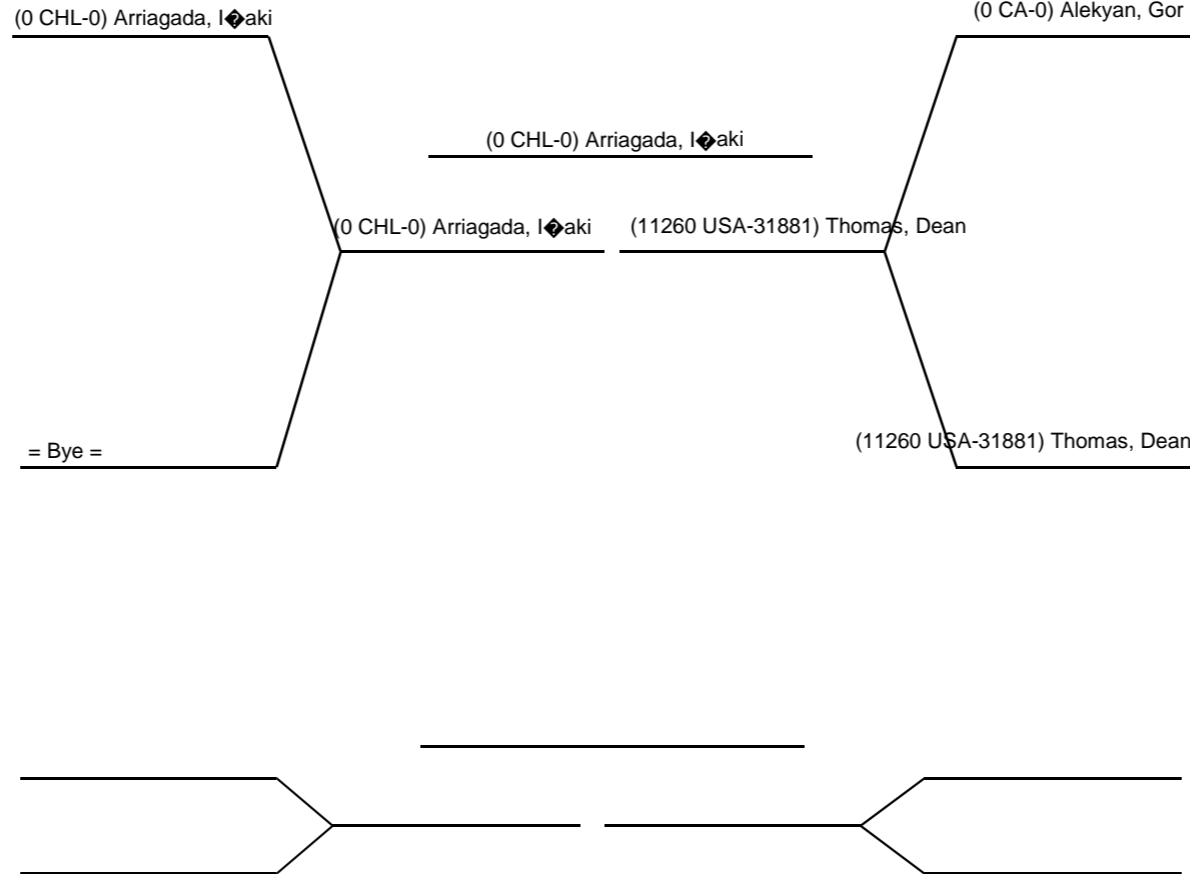 (0 CHL-0) Arriagada, I�aki
(0 CA-0) Alekyan, Gor
(0 CHL-0) Arriagada, I�aki
(0 CHL-0) Arriagada, I�aki
(11260 USA-31881) Thomas, Dean
= Bye =
(11260 USA-31881) Thomas, Dean